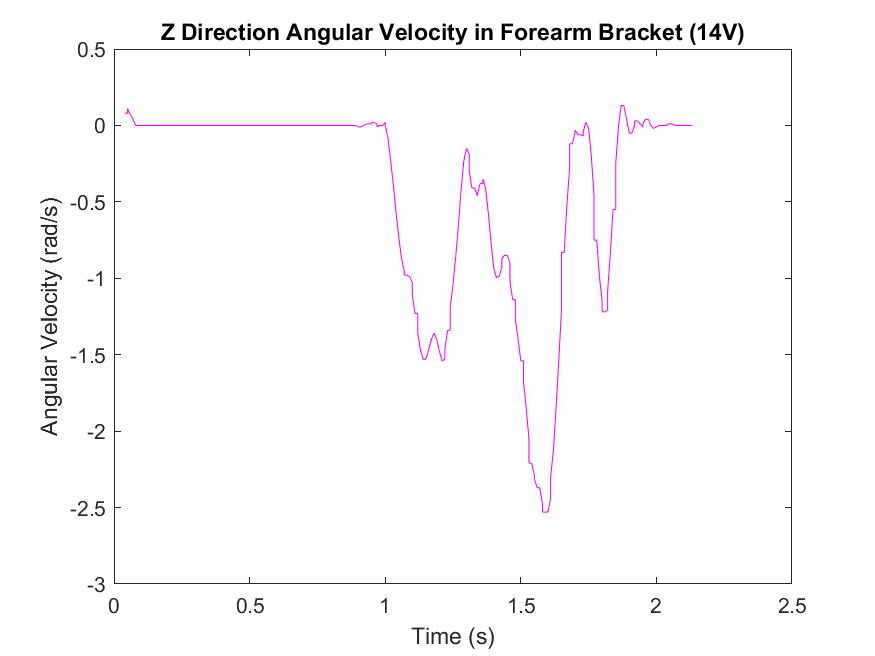 Z Direction Angular Velocity in Forearm Bracket (14V)
0.5
0
-0.5
-1
-1.5
-2
-2.5
-3
Angular Velocity (rad/s)
0 0.5 1 1.5 2 2.5
Time (s)